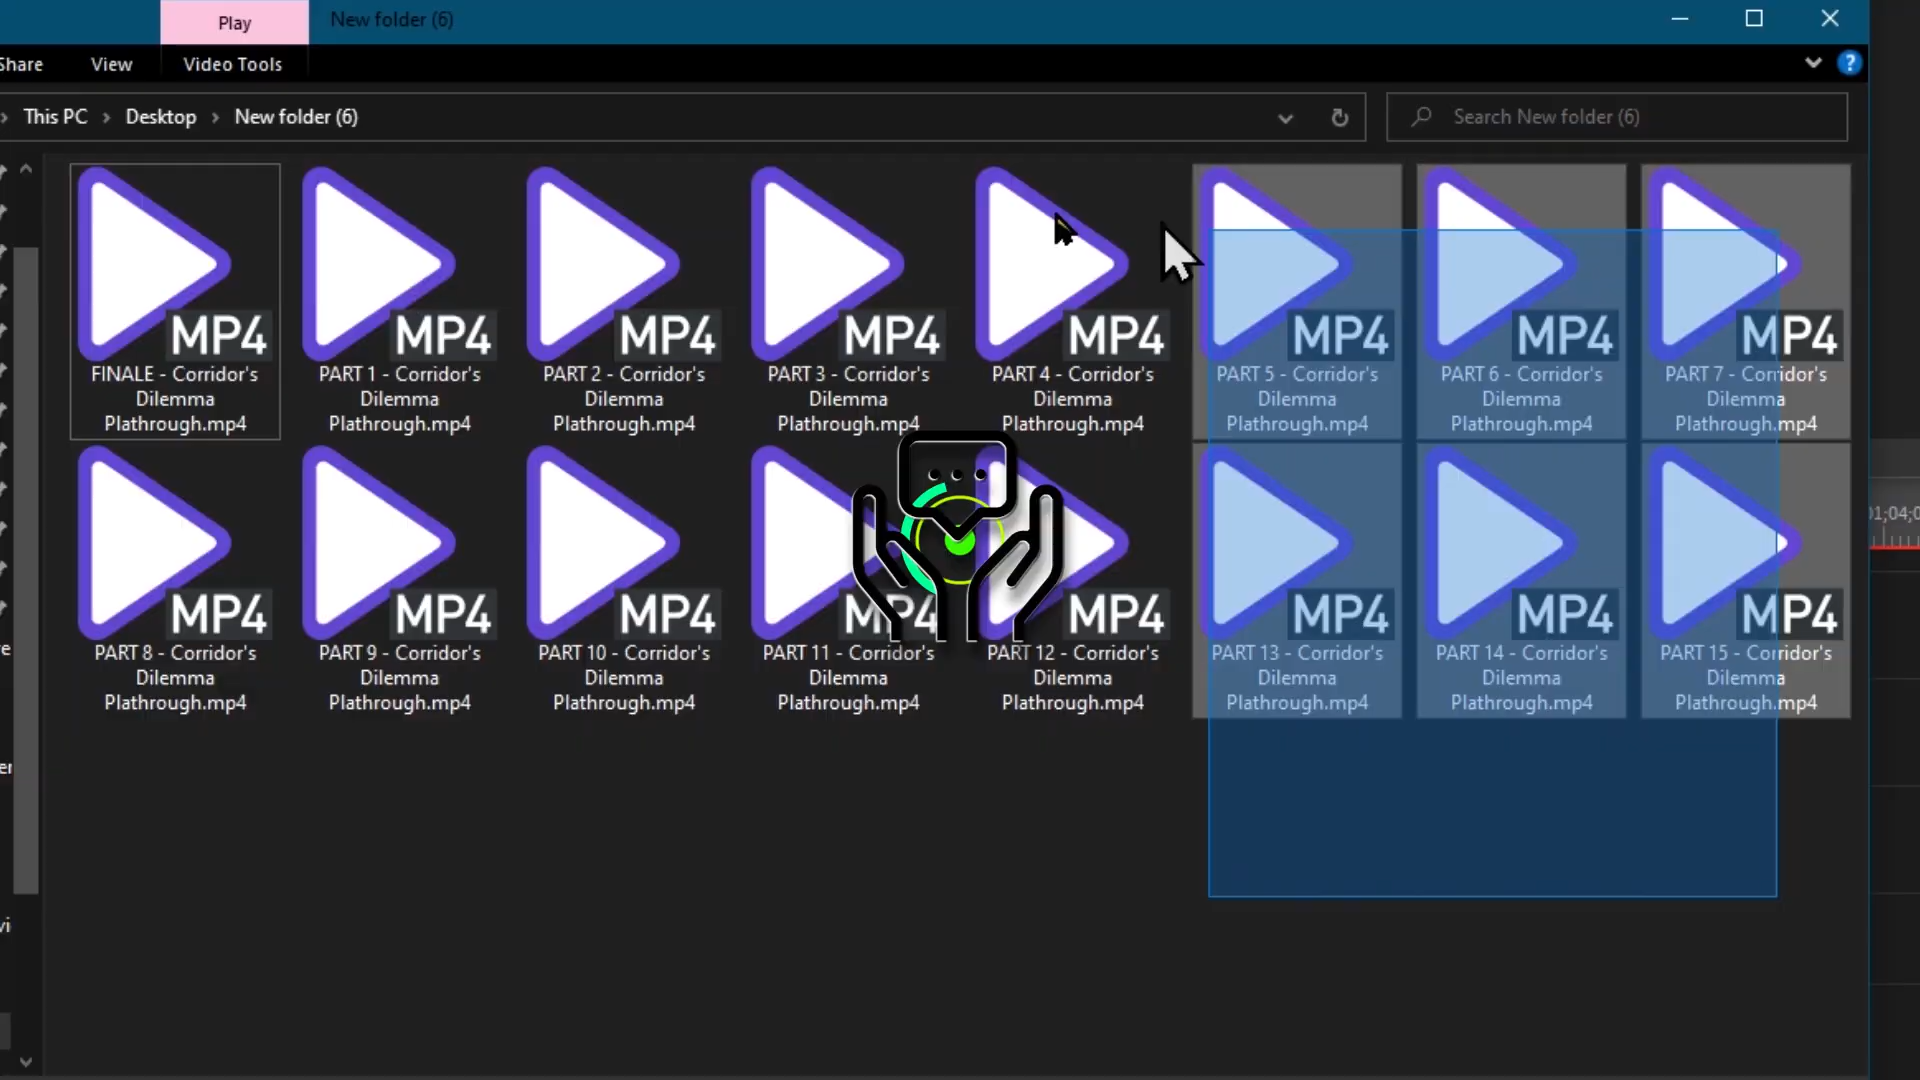 Play
New folder (6)
Share
View
Video Tools
This PC
Desktop
New folder (6)
Search New folder (6)
MP4
MP4
MP4
MP4
MP4
MP4
MP4
MP4
FINALE - Corridor's
Dilemma
Plathrough.mp4
PART 1 - Corridor's
Dilemma
Plathrough.mp4
PART 2 - Corridor's
Dilemma
Plathrough.mp4
PART 3 - Corridor's
Dilemma
Plathrough.mp4
PART 4 - Corridor's
Dilemma
Plathrough.mp4
PART 5 - Corridor's
Dilemma
Plathrough.mp4
PART 6 - Corridor's
Dilemma
Plathrough.mp4
PART 7 - Corridor's
Dilemma
Plathrough.mp4
MP4
MP4
MP4
MP4
MP4
MP4
MP4
MP4
PART 8 - Corridor's
Dilemma
Plathrough.mp4
PART 9 - Corridor's
Dilemma
Plathrough.mp4
PART 10 - Corridor's
Dilemma
Plathrough.mp4
PART 11 - Corridor's
Dilemma
Plathrough.mp4
PART 12 - Corridor's
Dilemma
Plathrough.mp4
PART 13 - Corridor's
Dilemma
Plathrough.mp4
PART 14 - Corridor's
Dilemma
Plathrough.mp4
PART 15 - Corridor's
Dilemma
Plathrough.mp4